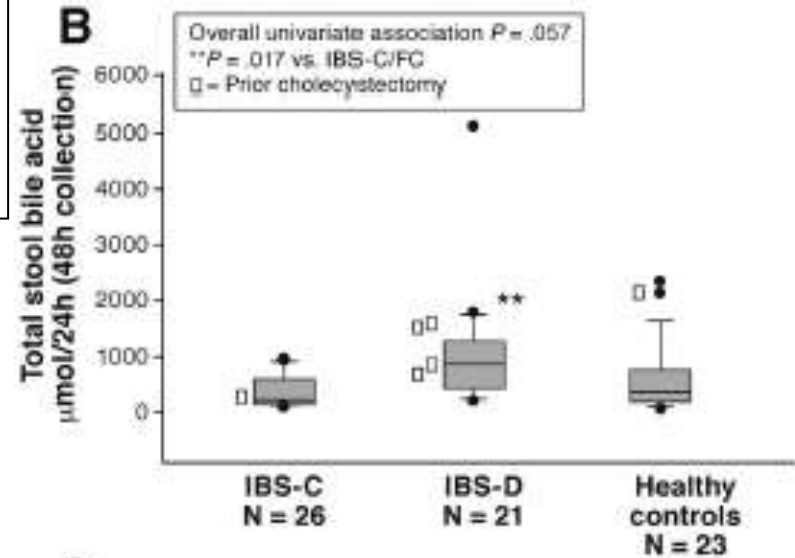 B
Overall univariate association P = .057
**P = .017 vs. IBS-C/FC
▯ = Prior cholecystectomy
Total stool bile acid
μmol/24h (48h collection)
6000
5000
4000
3000
2000
1000
0
**
IBS-C
N = 26
IBS-D
N = 21
Healthy
controls
N = 23